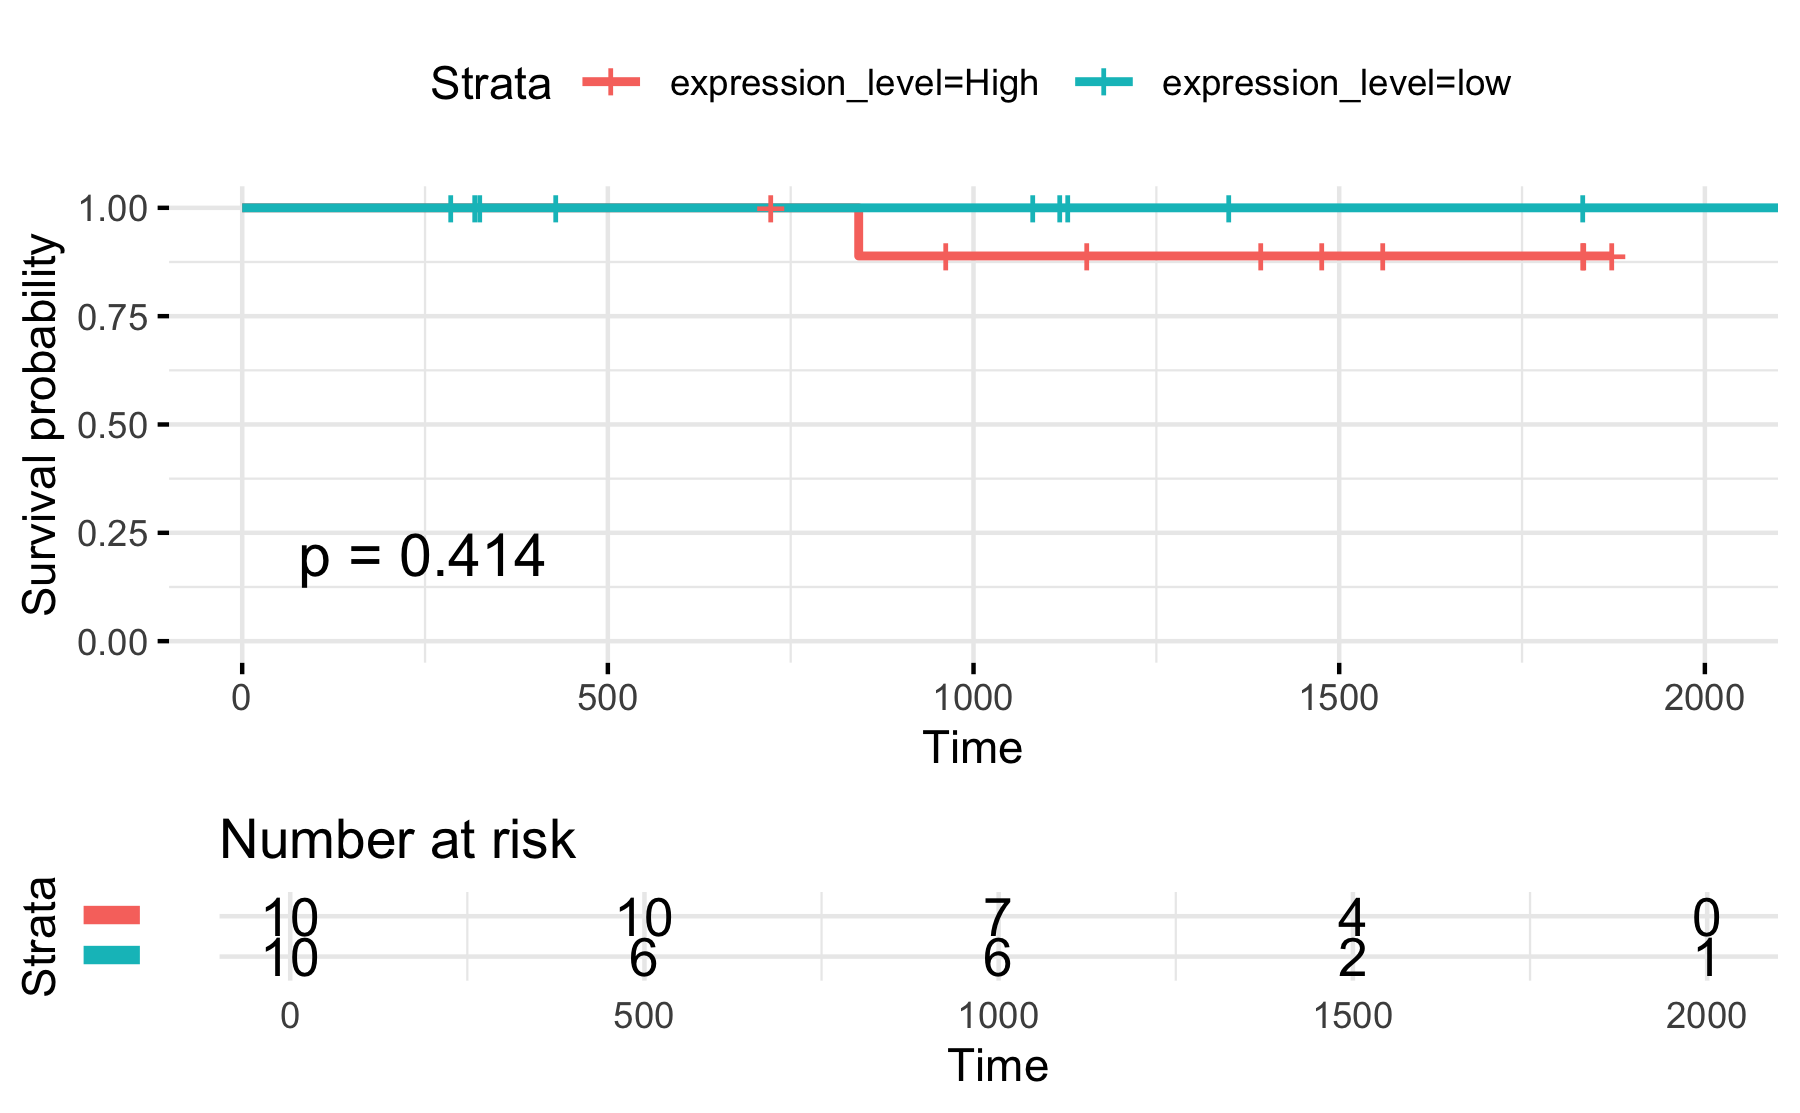 Strata expression_level=High expression_level=low
Survival probability
1.00
0.75
0.50
0.25
0.00
p = 0.414
0 500 1000 1500 2000
Time
Number at risk
Strata
10 10 7 4 0
10 6 6 2 1
0 500 1000 1500 2000
Time